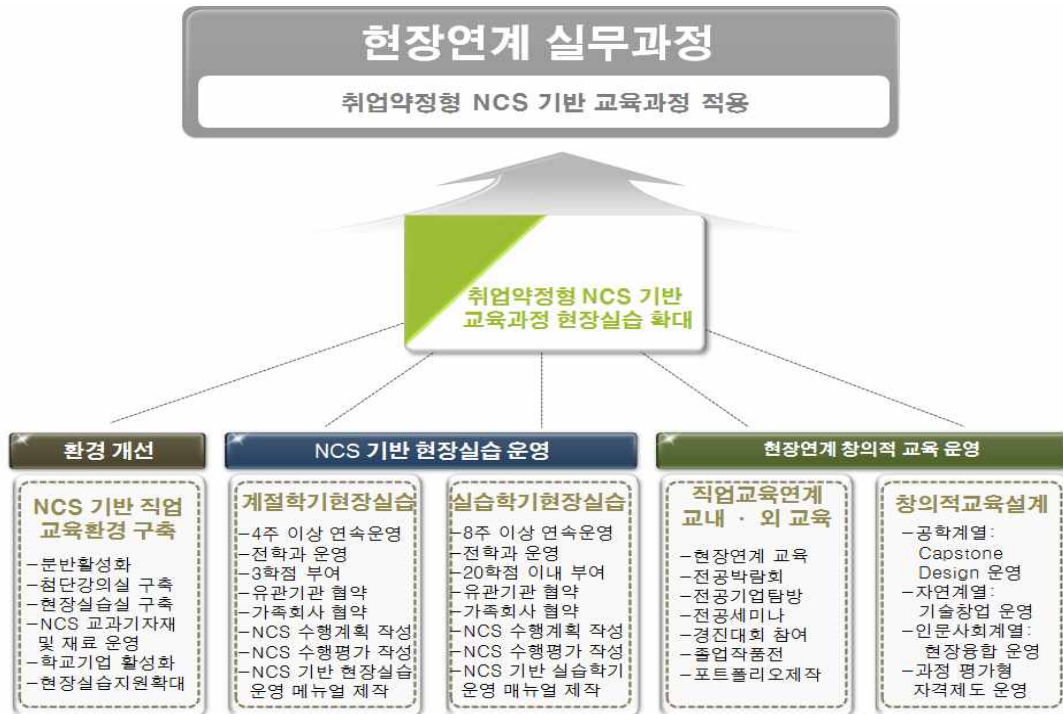 현장연계 실무과정
취업약정형 NCS 기반 교육과정 적용
취업약정형 NCS 기반
교육과정 현장실습 확대
환경 개선
NCS 기반 직업
교육환경 구축
-분반활성화
-첨단강의실 구축
-현장실습실 구축
-NCS 교과기자재
및 재료 운영
-학교기업 활성화
-현장실습지원확대
NCS 기반 현장실습 운영
계절학기현장실습
-4주 이상 연속운영
-전학과 운영
-3학점 부여
-유관기관 협약
-가족회사 협약
-NCS 수행계획 작성
-NCS 수행평가 작성
-NCS 기반 현장실습
운영 메뉴얼 제작
실습학기현장실습
-8주 이상 연속운영
-전학과 운영
-20학점 이내 부여
-유관기관 협약
-가족회사 협약
-NCS 수행계획 작성
-NCS 수행평가 작성
-NCS 기반 실습학기
운영 매뉴얼 제작
현장연계 창의적 교육 운영
직업교육연계
교내 · 외 교육
-현장연계 교육
-전공박람회
-전공기업탐방
-전공세미나
-경진대회 참여
-졸업작품전
-포트폴리오제작
창의적교육설계
-공학계열:
Capstone
Design 운영
-자연계열:
기술창업 운영
-인문사회계열:
현장융합 운영
-과정 평가형
자격제도 운영